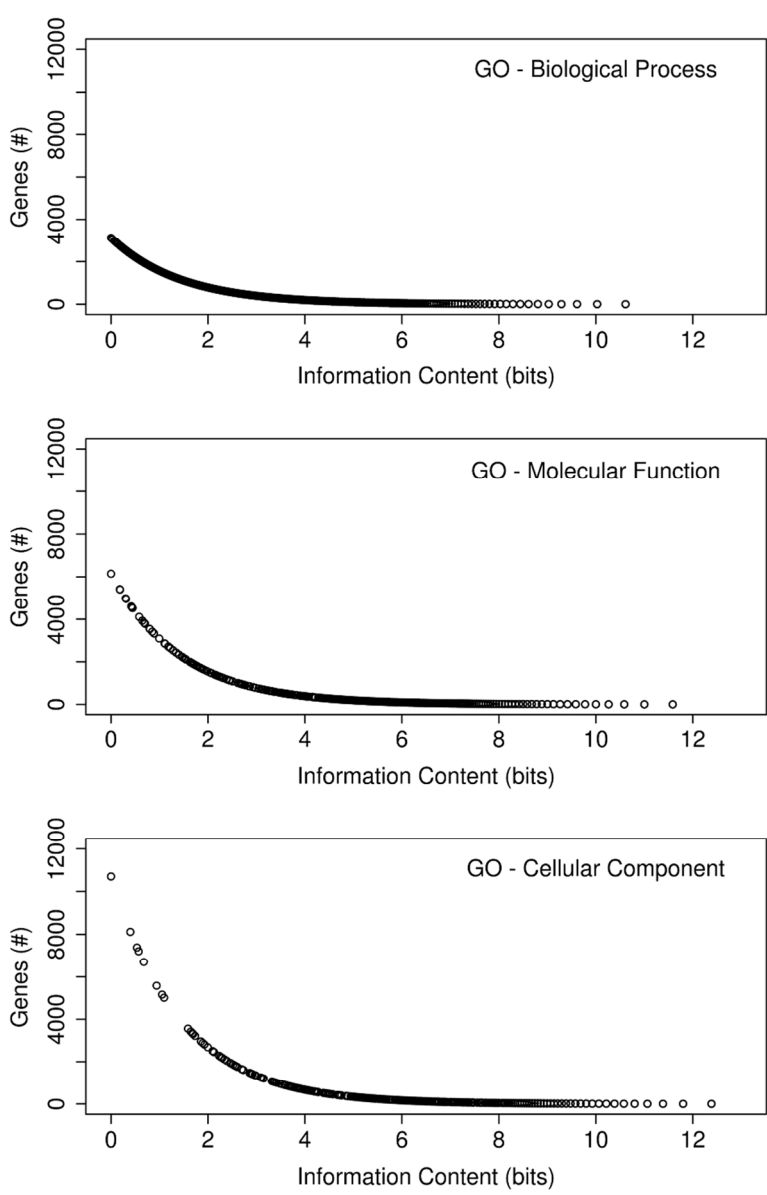 GO - Biological Process
Genes (#)
12000
8000
4000
0
0 2 4 6 8 10 12
Information Content (bits)
GO - Molecular Function
Genes (#)
12000
8000
4000
0
0 2 4 6 8 10 12
Information Content (bits)
GO - Cellular Component
Genes (#)
12000
8000
4000
0
0 2 4 6 8 10 12
Information Content (bits)